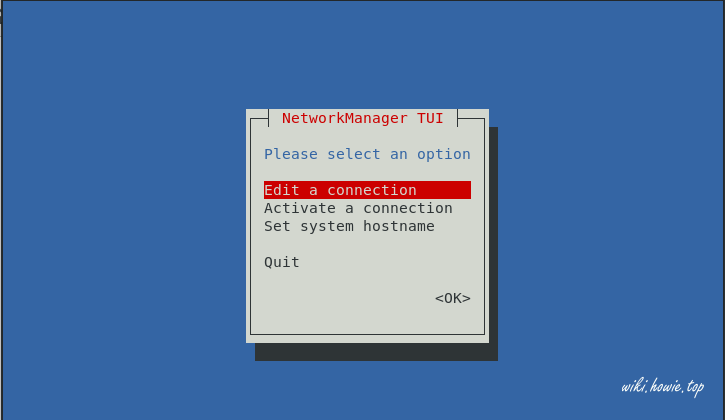 NetworkManager TUI
Please select an option
Edit a connection
Activate a connection
Set system hostname
Quit
<OK>
wiki.howie.top